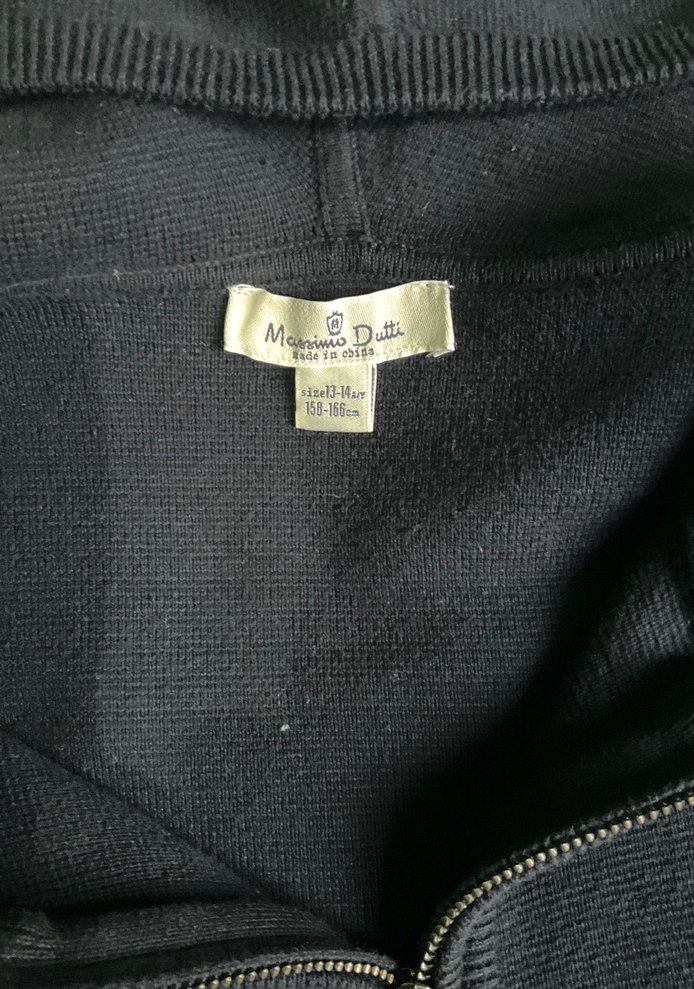 Massimo Dutti
made in china
size13-14A/Y
158-166cm